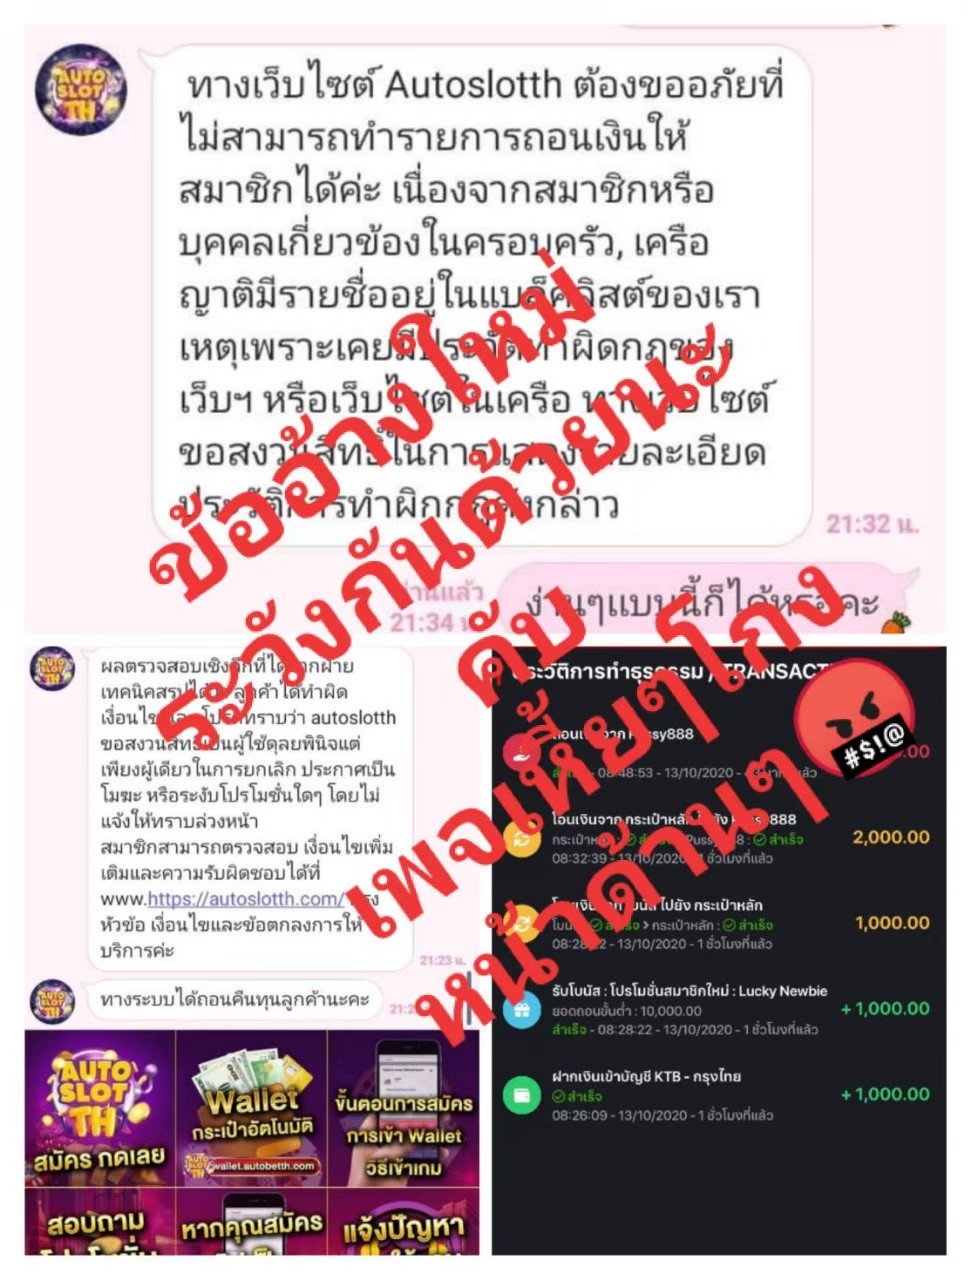 AUTO
SLOT
TH
ทางเว็บไซต์ Autoslotth ต้องขออภัยที่
ไม่สามารถทำรายการถอนเงินให้
สมาชิกได้ค่ะ เนื่องจากสมาชิกหรือ
บุคคลเกี่ยวข้องในครอบครัว, เครือ
ญาติมีรายชื่ออยู่ในแบล็คลิสต์ของเรา
เหตุเพราะเคยมีประวัติทำผิดกฎของ
เว็บฯ หรือเว็บไซต์ในเครือ ทางเว็บไซต์
ขอสงวนสิทธิ์ในการแสดงรายละเอียด
ประวัติการทำผิกกฎดังกล่าว
21:32 น.
อ่านแล้ว
21:34 น.
ง่ายๆแบบนี้ก็ได้หรอคะ
ข้ออ้างใหม่
ระวังกันด้วยนะ
คับ
เพจเหี้ยๆโกง
หน้าด้านๆ
#$!@
ผลตรวจสอบเชิงลึกที่ได้จากฝ่าย
เทคนิคสรุปได้ว่า ลูกค้าได้ทำผิด
เงื่อนไข โปรดทราบว่า autoslotth
ขอสงวนสิทธิ์เป็นผู้ใช้ดุลยพินิจแต่
เพียงผู้เดียวในการยกเลิก ประกาศเป็น
โมฆะ หรือระงับโปรโมชั่นใดๆ โดยไม่
แจ้งให้ทราบล่วงหน้า
สมาชิกสามารถตรวจสอบ เงื่อนไขเพิ่ม
เติมและความรับผิดชอบได้ที่
www.https://autoslotth.com/ ตรง
หัวข้อ เงื่อนไขและข้อตกลงการให้
บริการค่ะ
21:23 น.
ทางระบบได้ถอนคืนทุนลูกค้านะคะ
AUTO
SLOT
TH
สมัคร กดเลย
Wallet
กระเป๋าอัตโนมัติ
wallet.autobetth.com
ขั้นตอนการสมัคร
การเข้า Wallet
วิธีเข้าเกม
สอบถาม
โปรโมชั่น
หากคุณสมัคร
แจ้งปัญหา
ประวัติการทำธุรกรรม / TRANSACT
โอนเงินจาก Pussy888
สำเร็จ - 08:48:53 - 13/10/2020 -
.00
โอนเงินจาก กระเป๋าหลัก ไปยัง Pussy888
กระเป๋าหลัก : สำเร็จ > Pussy888 : สำเร็จ
08:32:39 - 13/10/2020 - 1 ชั่วโมงที่แล้ว
2,000.00
โอนเงินจาก โบนัส ไปยัง กระเป๋าหลัก
โบนัส : สำเร็จ > กระเป๋าหลัก : สำเร็จ
08:28:22 - 13/10/2020 - 1 ชั่วโมงที่แล้ว
1,000.00
รับโบนัส : โปรโมชั่นสมาชิกใหม่ : Lucky Newbie
ยอดถอนขั้นต่ำ : 10,000.00
สำเร็จ - 08:28:22 - 13/10/2020 - 1 ชั่วโมงที่แล้ว
+ 1,000.00
ฝากเงินเข้าบัญชี KTB - กรุงไทย
สำเร็จ
08:26:09 - 13/10/2020 - 1 ชั่วโมงที่แล้ว
+ 1,000.00